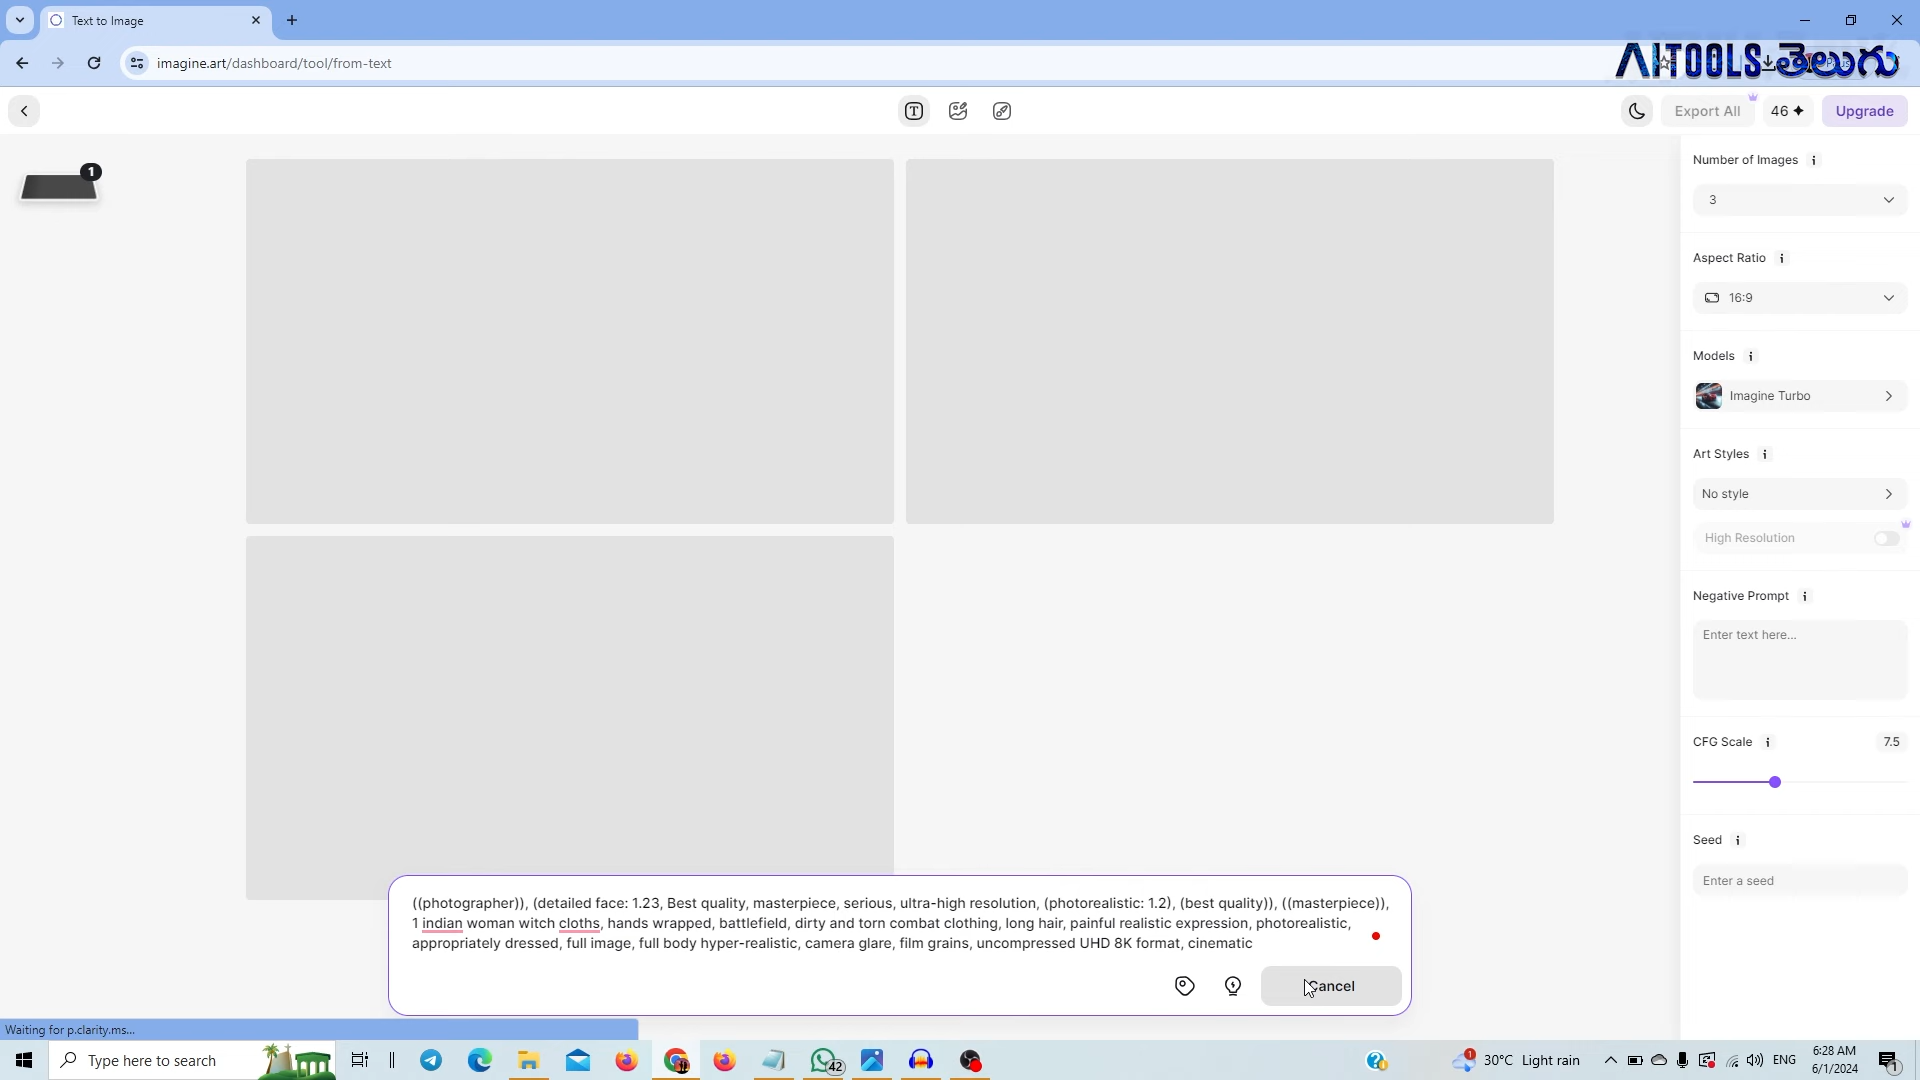 Text to Image
imagine.art/dashboard/tool/from-text
AITOOLS తెలుగు
Export All
46
Upgrade
1
Number of Images
3
Aspect Ratio
16:9
Models
Imagine Turbo
Art Styles
No style
High Resolution
Negative Prompt
Enter text here...
CFG Scale
7.5
Seed
Enter a seed
((photographer)), (detailed face: 1.23, Best quality, masterpiece, serious, ultra-high resolution, (photorealistic: 1.2), (best quality)), ((masterpiece)),
1 indian woman witch cloths, hands wrapped, battlefield, dirty and torn combat clothing, long hair, painful realistic expression, photorealistic,
appropriately dressed, full image, full body hyper-realistic, camera glare, film grains, uncompressed UHD 8K format, cinematic
Cancel
Waiting for p.clarity.ms...
Type here to search
42
1
30°C Light rain
ENG
6:28 AM
6/1/2024
1